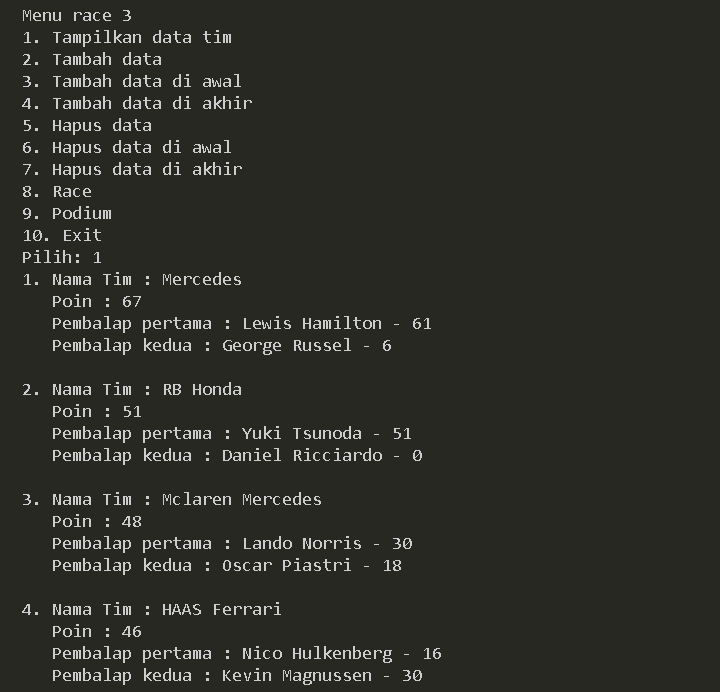 Menu race 3
1. Tampilkan data tim
2. Tambah data
3. Tambah data di awal
4. Tambah data di akhir
5. Hapus data
6. Hapus data di awal
7. Hapus data di akhir
8. Race
9. Podium
10. Exit
Pilih: 1
1. Nama Tim : Mercedes
Poin : 67
Pembalap pertama : Lewis Hamilton - 61
Pembalap kedua : George Russel - 6
2. Nama Tim : RB Honda
Poin : 51
Pembalap pertama : Yuki Tsunoda - 51
Pembalap kedua : Daniel Ricciardo - 0
3. Nama Tim : Mclaren Mercedes
Poin : 48
Pembalap pertama : Lando Norris - 30
Pembalap kedua : Oscar Piastri - 18
4. Nama Tim : HAAS Ferrari
Poin : 46
Pembalap pertama : Nico Hulkenberg - 16
Pembalap kedua : Kevin Magnussen - 30